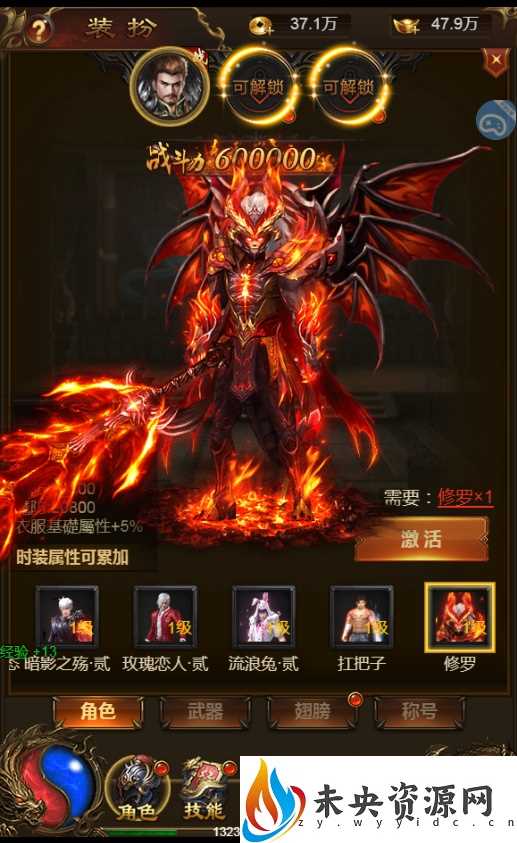 装扮
37.1万
47.9万
战
可解锁
可解锁
战斗力 600000
需要：修罗×1
衣服基礎屬性+5%
激活
时装属性可累加
1级
1级
1级
1级
1级
经验 +13
暗影之殇·贰
玫瑰恋人·贰
流浪兔·贰
扛把子
修罗
角色
武器
翅膀
称号
角色
技能
1323
未央资源网
zy.wyyidc.cn